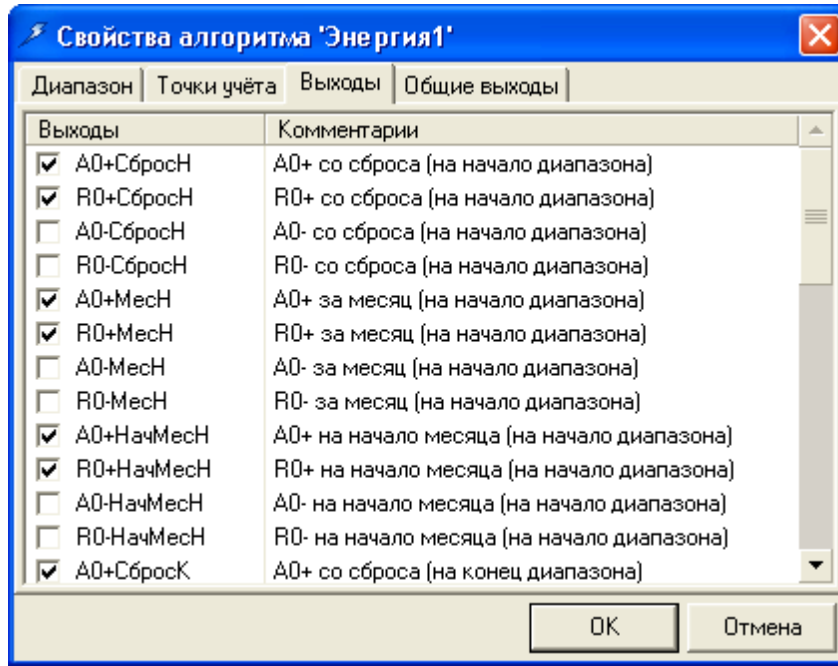 Свойства алгоритма 'Энергия1'
Диапазон Точки учёта Выходы Общие выходы
Выходы Комментарии
A0+СбросН A0+ со сброса (на начало диапазона)
R0+СбросН R0+ со сброса (на начало диапазона)
A0-СбросН A0- со сброса (на начало диапазона)
R0-СбросН R0- со сброса (на начало диапазона)
A0+МесН A0+ за месяц (на начало диапазона)
R0+МесН R0+ за месяц (на начало диапазона)
A0-МесН A0- за месяц (на начало диапазона)
R0-МесН R0- за месяц (на начало диапазона)
A0+НачМесН A0+ на начало месяца (на начало диапазона)
R0+НачМесН R0+ на начало месяца (на начало диапазона)
A0-НачМесН A0- на начало месяца (на начало диапазона)
R0-НачМесН R0- на начало месяца (на начало диапазона)
A0+СбросК A0+ со сброса (на конец диапазона)
OK Отмена